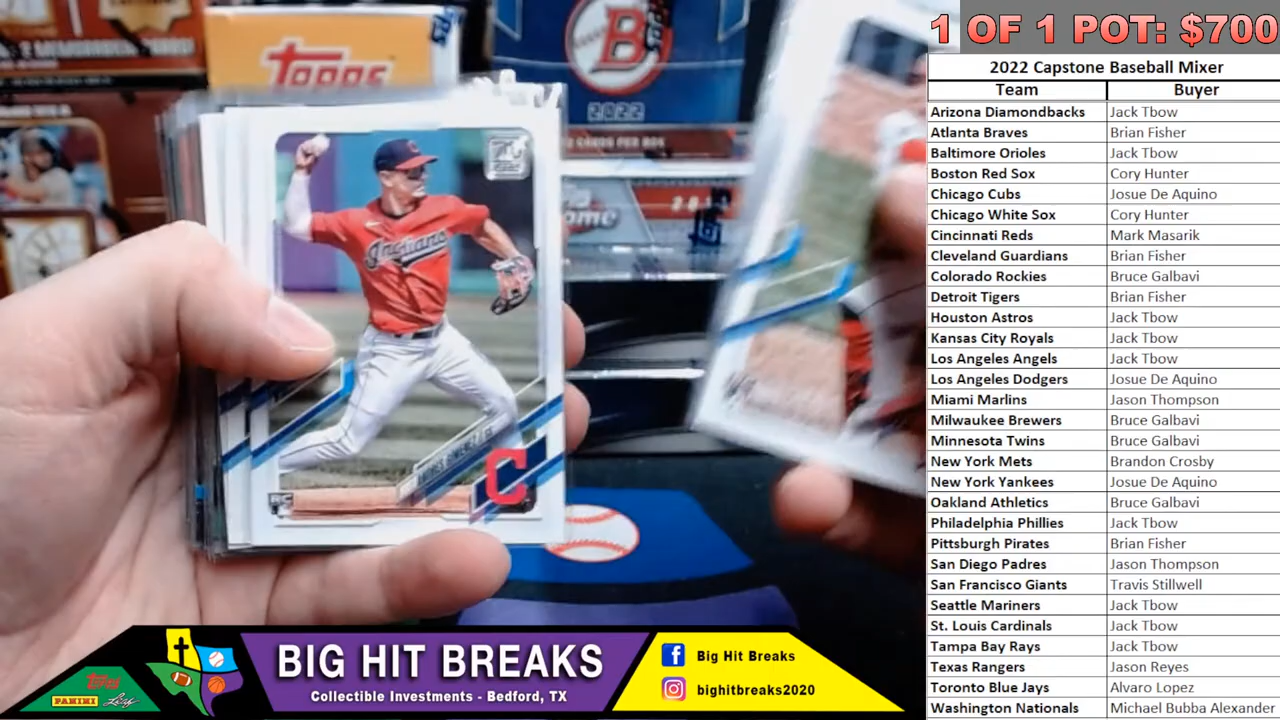 1 OF 1 POT: $700
2022 Capstone Baseball Mixer
Team Buyer
Arizona Diamondbacks Jack Tbow
Atlanta Braves Brian Fisher
Baltimore Orioles Jack Tbow
Boston Red Sox Cory Hunter
Chicago Cubs Josue De Aquino
Chicago White Sox Cory Hunter
Cincinnati Reds Mark Masarik
Cleveland Guardians Brian Fisher
Colorado Rockies Bruce Galbavi
Detroit Tigers Brian Fisher
Houston Astros Jack Tbow
Kansas City Royals Jack Tbow
Los Angeles Angels Jack Tbow
Los Angeles Dodgers Josue De Aquino
Miami Marlins Jason Thompson
Milwaukee Brewers Bruce Galbavi
Minnesota Twins Bruce Galbavi
New York Mets Brandon Crosby
New York Yankees Josue De Aquino
Oakland Athletics Bruce Galbavi
Philadelphia Phillies Jack Tbow
Pittsburgh Pirates Brian Fisher
San Diego Padres Jason Thompson
San Francisco Giants Travis Stillwell
Seattle Mariners Jack Tbow
St. Louis Cardinals Jack Tbow
Tampa Bay Rays Jack Tbow
Texas Rangers Jason Reyes
Toronto Blue Jays Alvaro Lopez
Washington Nationals Michael Bubba Alexander
Topps
B
2022
Indians
C
RC
BIG HIT BREAKS
Collectible Investments - Bedford, TX
Big Hit Breaks
bighitbreaks2020
Topps
PANINI
Leaf